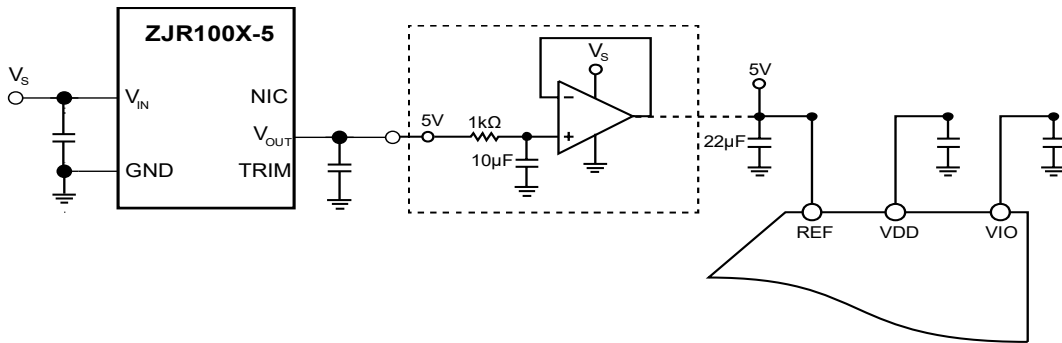 ZJR100X-5
V_S
V_IN
NIC
V_OUT
GND
TRIM
5V
1kΩ
10µF
V_S
−
+
5V
22µF
REF
VDD
VIO